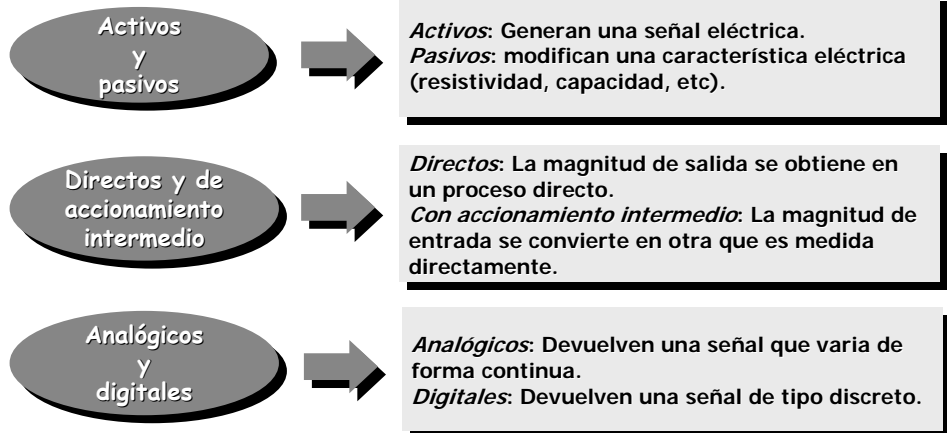 Activos
y
pasivos
Activos: Generan una señal eléctrica.
Pasivos: modifican una característica eléctrica
(resistividad, capacidad, etc).
Directos y de
accionamiento
intermedio
Directos: La magnitud de salida se obtiene en
un proceso directo.
Con accionamiento intermedio: La magnitud de
entrada se convierte en otra que es medida
directamente.
Analógicos
y
digitales
Analógicos: Devuelven una señal que varia de
forma continua.
Digitales: Devuelven una señal de tipo discreto.